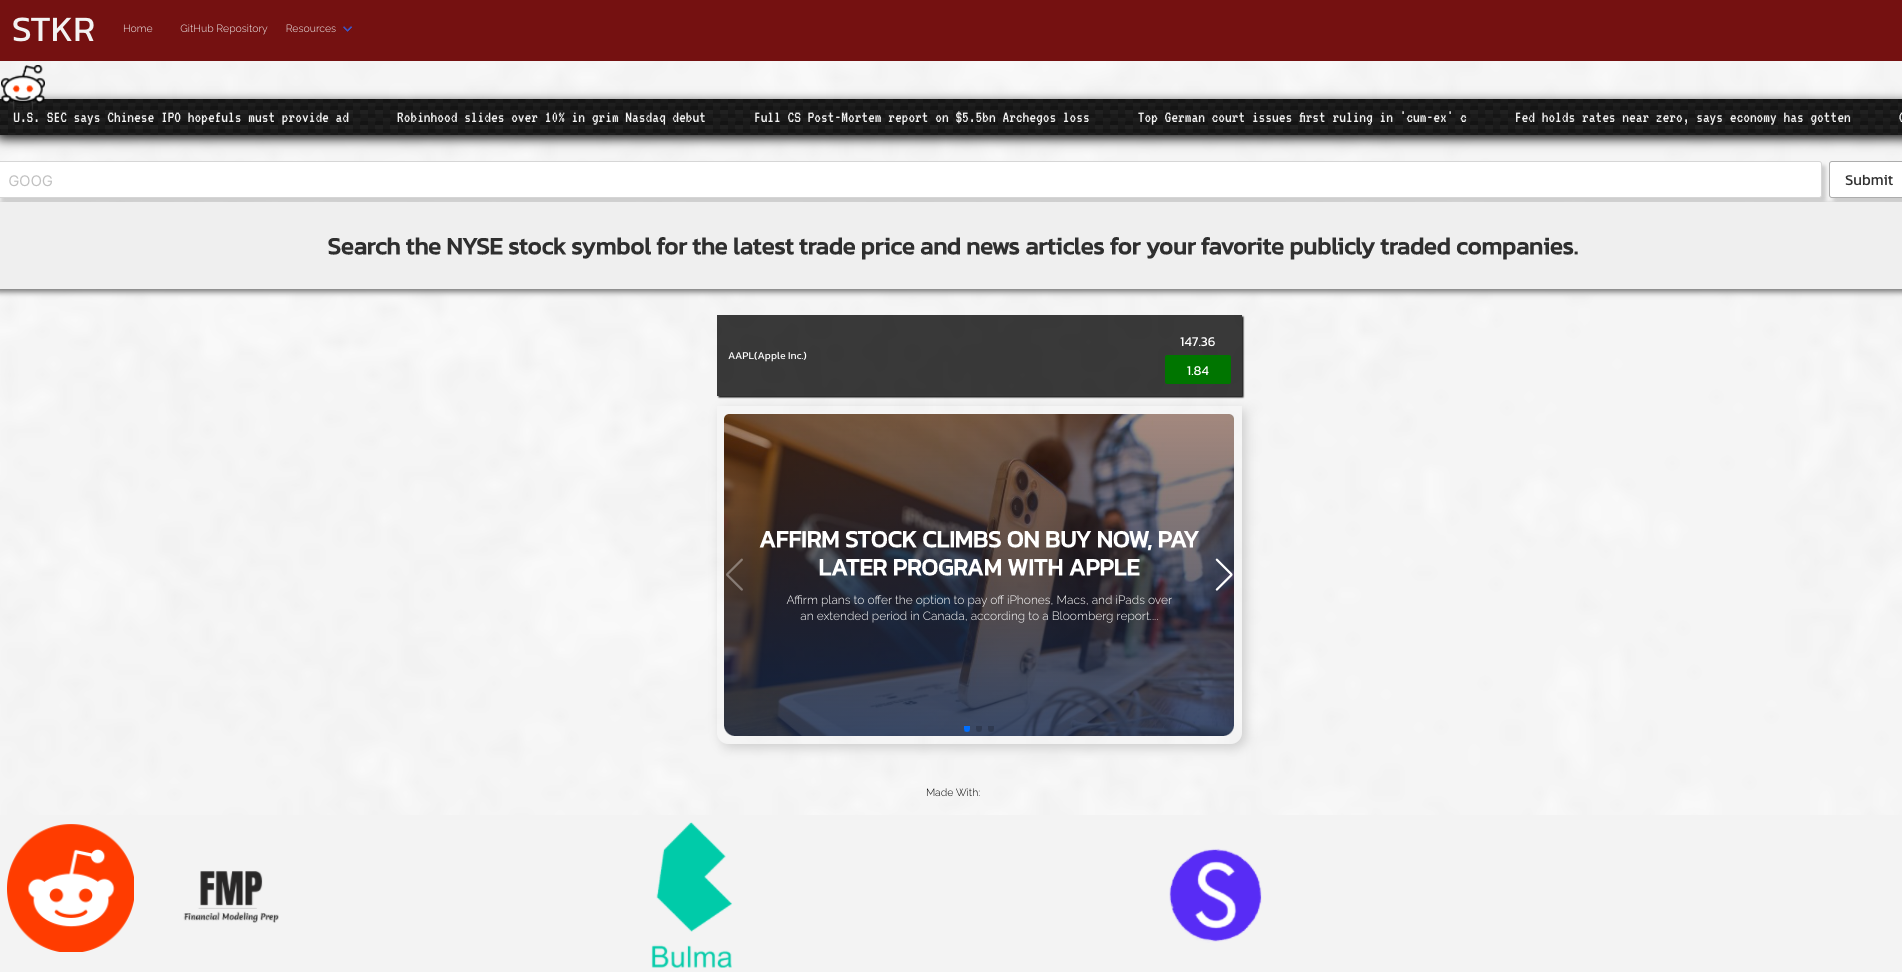 STKR
Home
GitHub Repository
Resources
U.S. SEC says Chinese IPO hopefuls must provide ad
Robinhood slides over 10% in grim Nasdaq debut
Full CS Post-Mortem report on $5.5bn Archegos loss
Top German court issues first ruling in 'cum-ex' c
Fed holds rates near zero, says economy has gotten
GOOG
Submit
Search the NYSE stock symbol for the latest trade price and news articles for your favorite publicly traded companies.
147.36
AAPL(Apple Inc.)
1.84
AFFIRM STOCK CLIMBS ON BUY NOW, PAY
LATER PROGRAM WITH APPLE
Affirm plans to offer the option to pay off iPhones, Macs, and iPads over
an extended period in Canada, according to a Bloomberg report....
Made With:
FMP
Financial Modeling Prep
S
Bulma